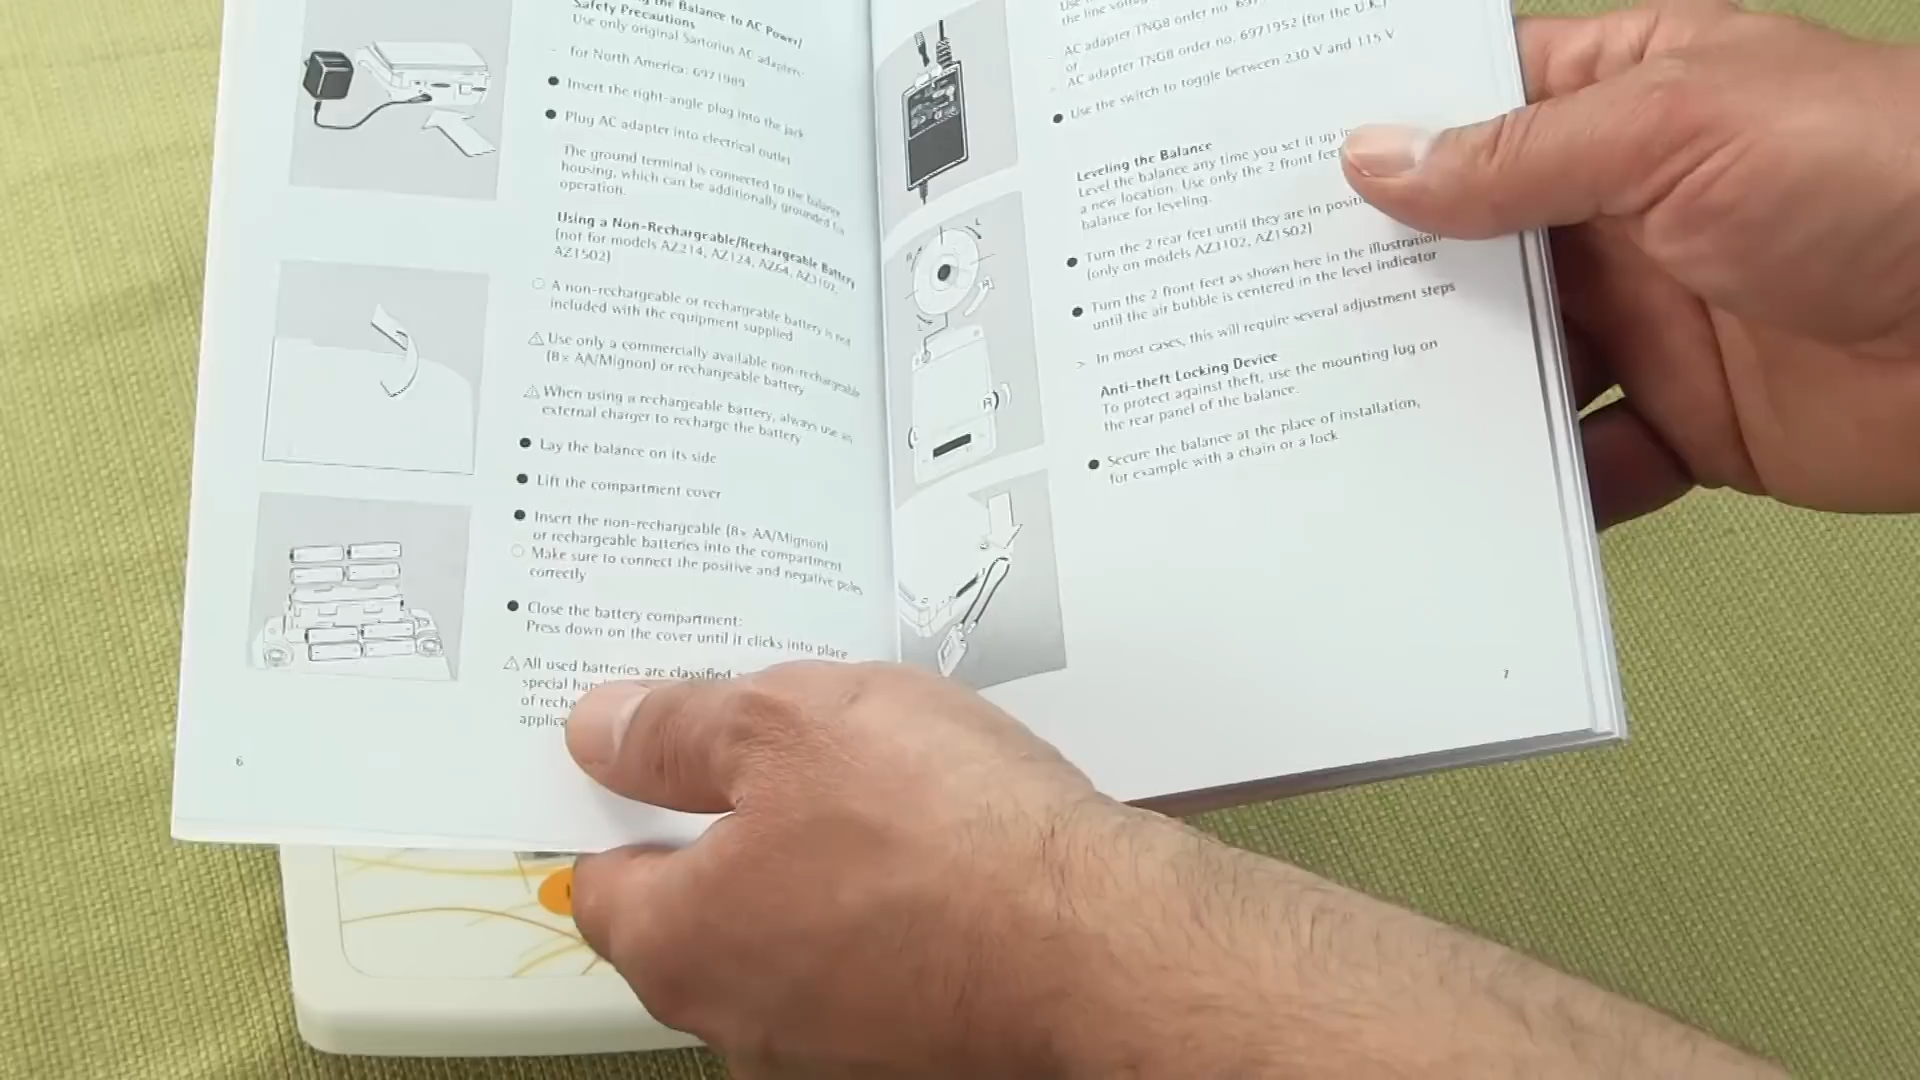 the Balance to AC Power/
Safety Precautions
Use only original Sartorius AC adapters:
– for North America: 6971989
Insert the right-angle plug into the jack
Plug AC adapter into electrical outlet
The ground terminal is connected to the balance
housing, which can be additionally grounded for
operation.
Using a Non-Rechargeable/Rechargeable Battery
(not for models AZ214, AZ124, AZ64, AZ3102,
AZ1502)
A non-rechargeable or rechargeable battery is not
included with the equipment supplied
Use only a commercially available non-rechargeable
(8× AA/Mignon) or rechargeable battery
When using a rechargeable battery, always use an
external charger to recharge the battery
Lay the balance on its side
Lift the compartment cover
Insert the non-rechargeable (8× AA/Mignon)
or rechargeable batteries into the compartment
Make sure to connect the positive and negative poles
correctly
Close the battery compartment:
Press down on the cover until it clicks into place
All used batteries are classified
special
of
6
the line
AC adapter TNG8 order no.
or
AC adapter TNG8 order no. 6971952 (for the U.K.)
Use the switch to toggle between 230 V and 115 V
Leveling the Balance
Level the balance any time you set it up in
a new location. Use only the 2 front feet
balance for leveling.
Turn the 2 rear feet until they are in
(only on models AZ3102, AZ1502)
Turn the 2 front feet as shown here in the illustration
until the air bubble is centered in the level indicator
> In most cases, this will require several adjustment steps
Anti-theft Locking Device
To protect against theft, use the mounting lug on
the rear panel of the balance.
Secure the balance at the place of installation,
for example with a chain or a lock
L
R
R
L
R
7